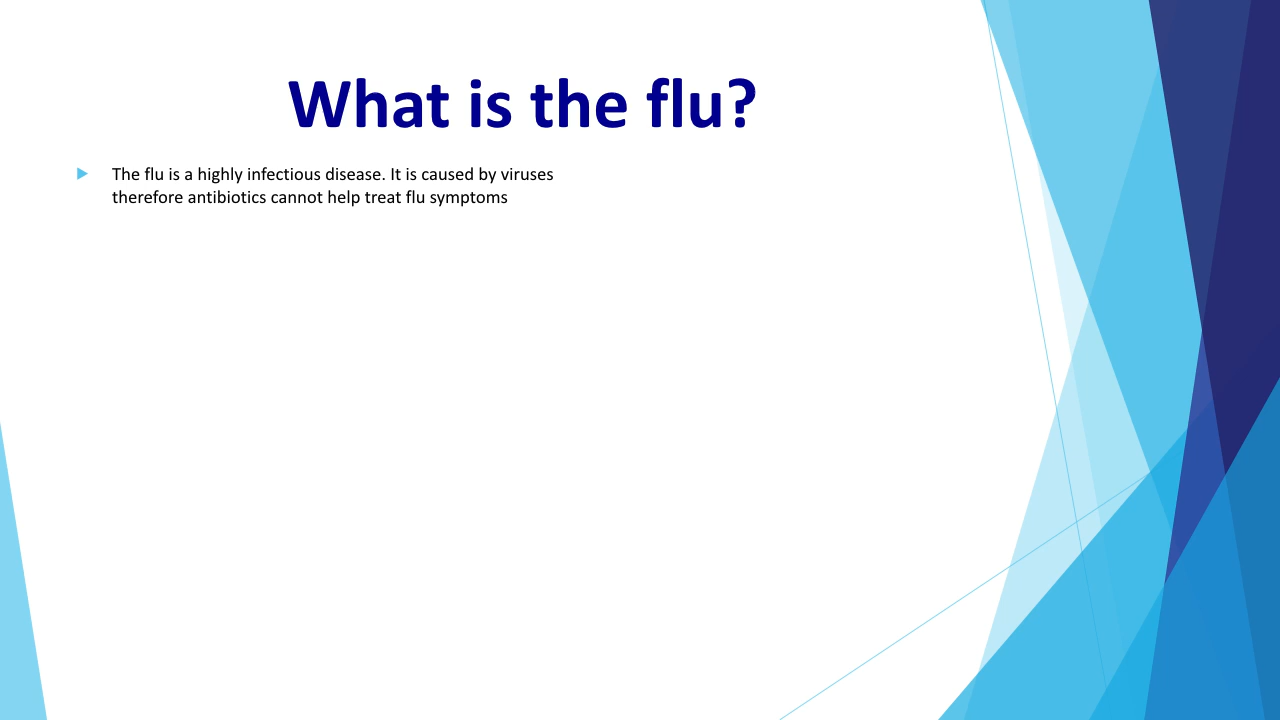 What is the flu?
The flu is a highly infectious disease. It is caused by viruses
therefore antibiotics cannot help treat flu symptoms